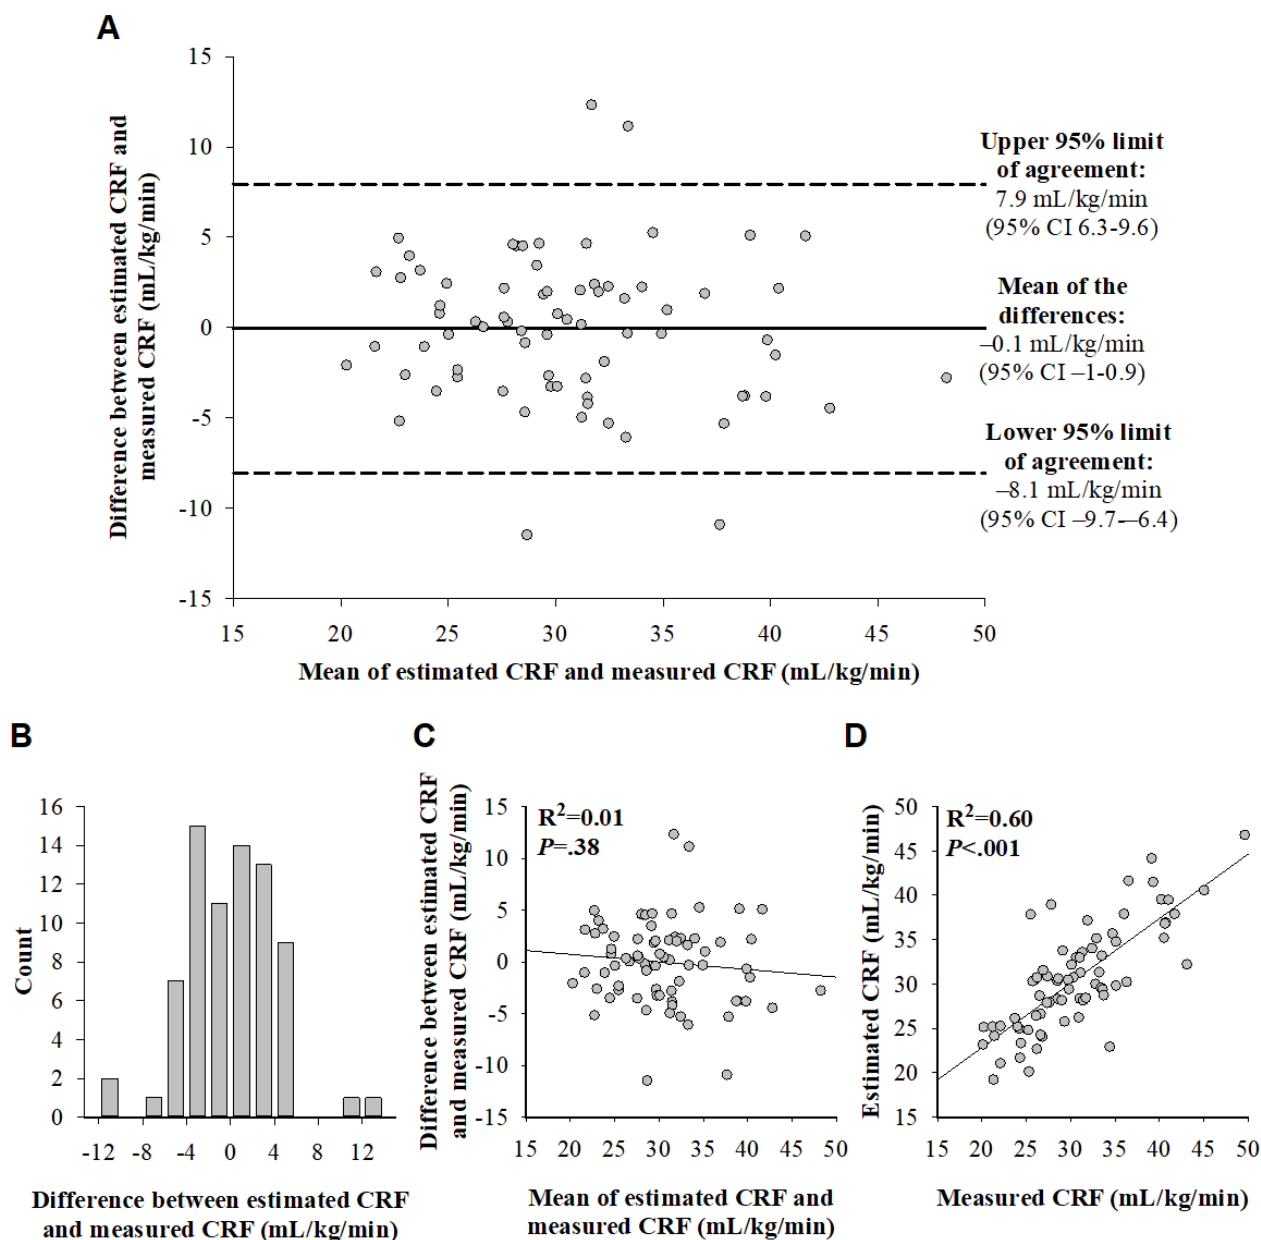 A
Difference between estimated CRF and
measured CRF (mL/kg/min)
15
10
5
0
-5
-10
-15
15 20 25 30 35 40 45 50
Mean of estimated CRF and measured CRF (mL/kg/min)
Upper 95% limit
of agreement:
7.9 mL/kg/min
(95% CI 6.3-9.6)
Mean of the
differences:
–0.1 mL/kg/min
(95% CI –1-0.9)
Lower 95% limit
of agreement:
–8.1 mL/kg/min
(95% CI –9.7-–6.4)
B
Count
16
14
12
10
8
6
4
2
0
-12 -8 -4 0 4 8 12
Difference between estimated CRF
and measured CRF (mL/kg/min)
C
Difference between estimated CRF
and measured CRF (mL/kg/min)
R²=0.01
P=.38
15
10
5
0
-5
-10
-15
15 20 25 30 35 40 45 50
Mean of estimated CRF and
measured CRF (mL/kg/min)
D
Estimated CRF (mL/kg/min)
R²=0.60
P<.001
50
45
40
35
30
25
20
15
15 20 25 30 35 40 45 50
Measured CRF (mL/kg/min)